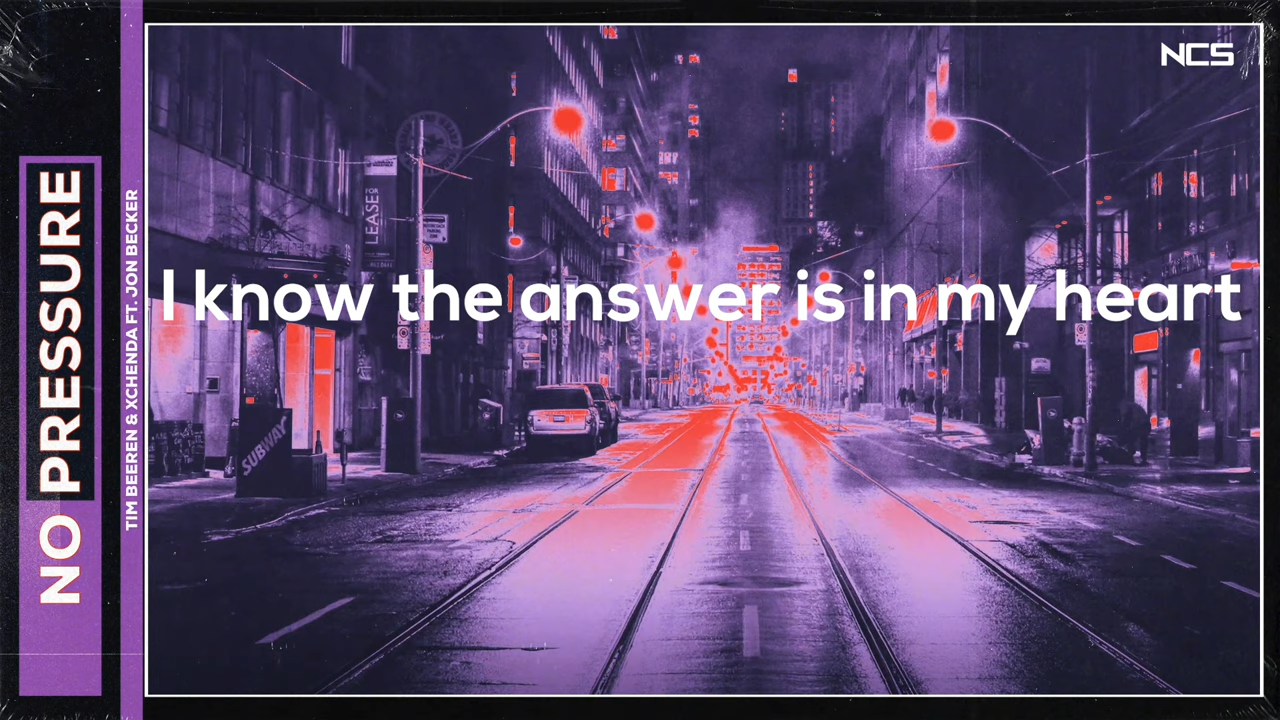 NO PRESSURE
TIM BEEREN & XCHENDA FT. JON BECKER
NCS
FOR
LEASE
I know the answer is in my heart
SUBWAY